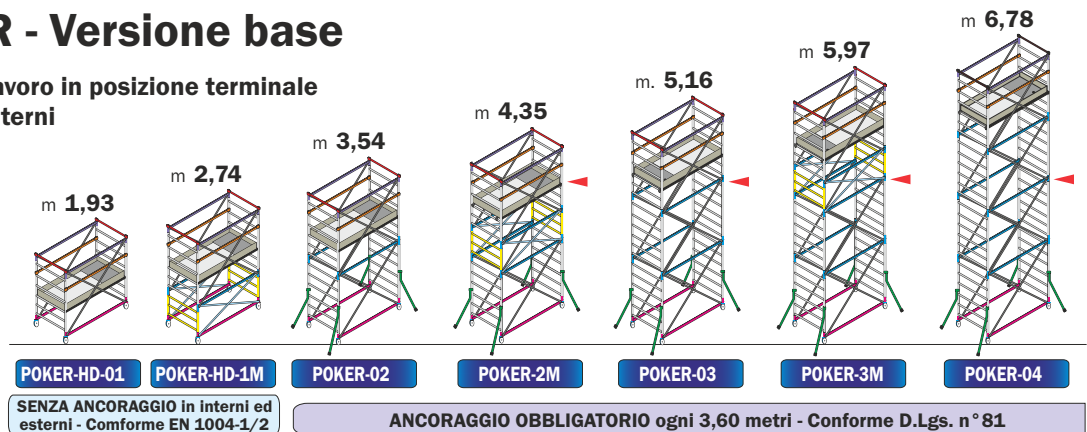 R - Versione base
avoro in posizione terminale
terni
m 1,93
m 2,74
m 3,54
m 4,35
m. 5,16
m 5,97
m 6,78
POKER-HD-01
POKER-HD-1M
POKER-02
POKER-2M
POKER-03
POKER-3M
POKER-04
SENZA ANCORAGGIO in interni ed
esterni - Comforme EN 1004-1/2
ANCORAGGIO OBBLIGATORIO ogni 3,60 metri - Conforme D.Lgs. n°81